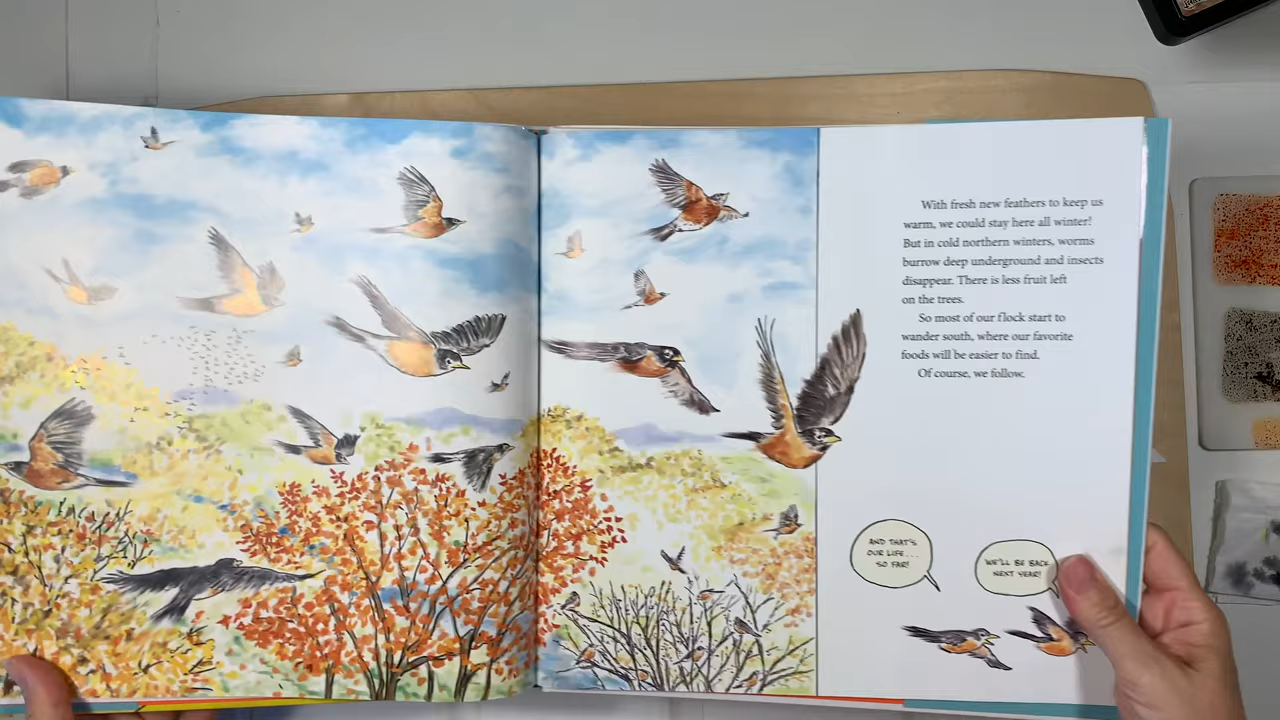 With fresh new feathers to keep us
warm, we could stay here all winter!
But in cold northern winters, worms
burrow deep underground and insects
disappear. There is less fruit left
on the trees.
So most of our flock start to
wander south, where our favorite
foods will be easier to find.
Of course, we follow.
AND THAT'S
OUR LIFE...
SO FAR!
WE'LL BE BACK
NEXT YEAR!